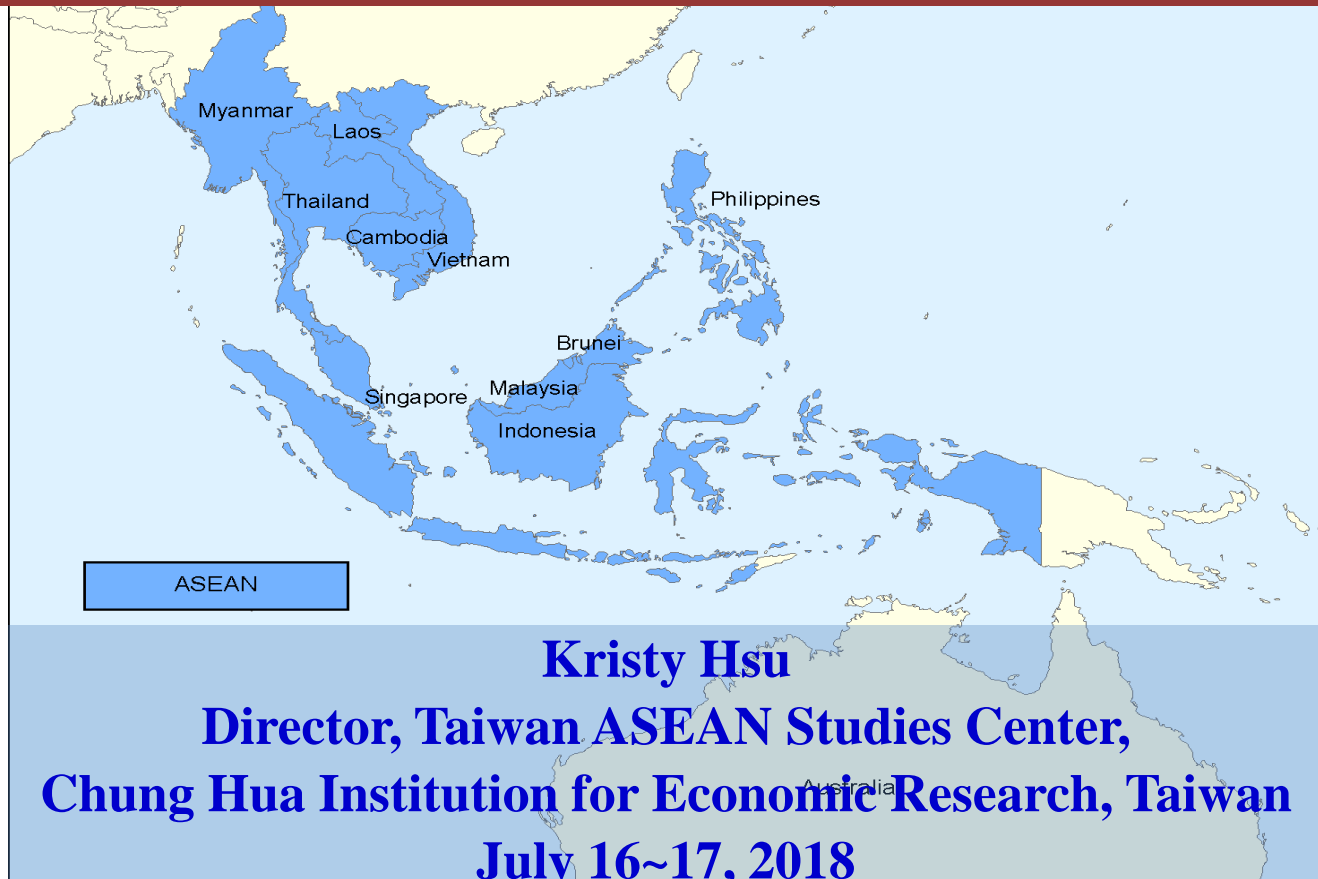 Myanmar
Laos
Thailand
Philippines
Cambodia
Vietnam
Brunei
Malaysia
Singapore
Indonesia
ASEAN
Kristy Hsu
Director, Taiwan ASEAN Studies Center,
Australia
Chung Hua Institution for Economic Research, Taiwan
July 16~17, 2018